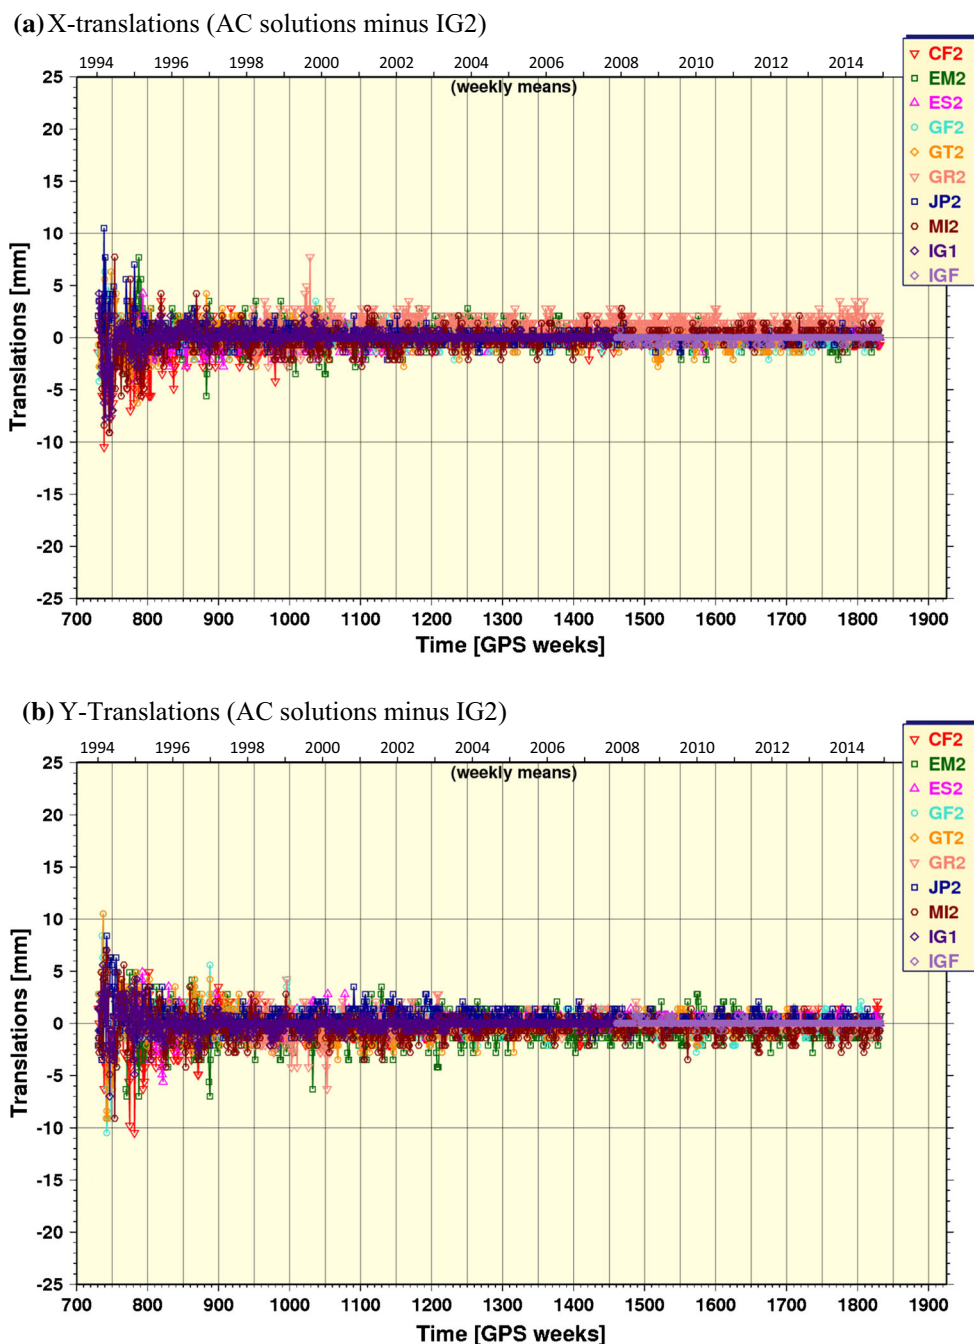 (a) X-translations (AC solutions minus IG2)
1994 1996 1998 2000 2002 2004 2006 2008 2010 2012 2014
(weekly means)
25
20
15
10
5
0
-5
-10
-15
-20
-25
Translations [mm]
700 800 900 1000 1100 1200 1300 1400 1500 1600 1700 1800 1900
Time [GPS weeks]
CF2
EM2
ES2
GF2
GT2
GR2
JP2
MI2
IG1
IGF
(b) Y-Translations (AC solutions minus IG2)
1994 1996 1998 2000 2002 2004 2006 2008 2010 2012 2014
(weekly means)
25
20
15
10
5
0
-5
-10
-15
-20
-25
Translations [mm]
700 800 900 1000 1100 1200 1300 1400 1500 1600 1700 1800 1900
Time [GPS weeks]
CF2
EM2
ES2
GF2
GT2
GR2
JP2
MI2
IG1
IGF